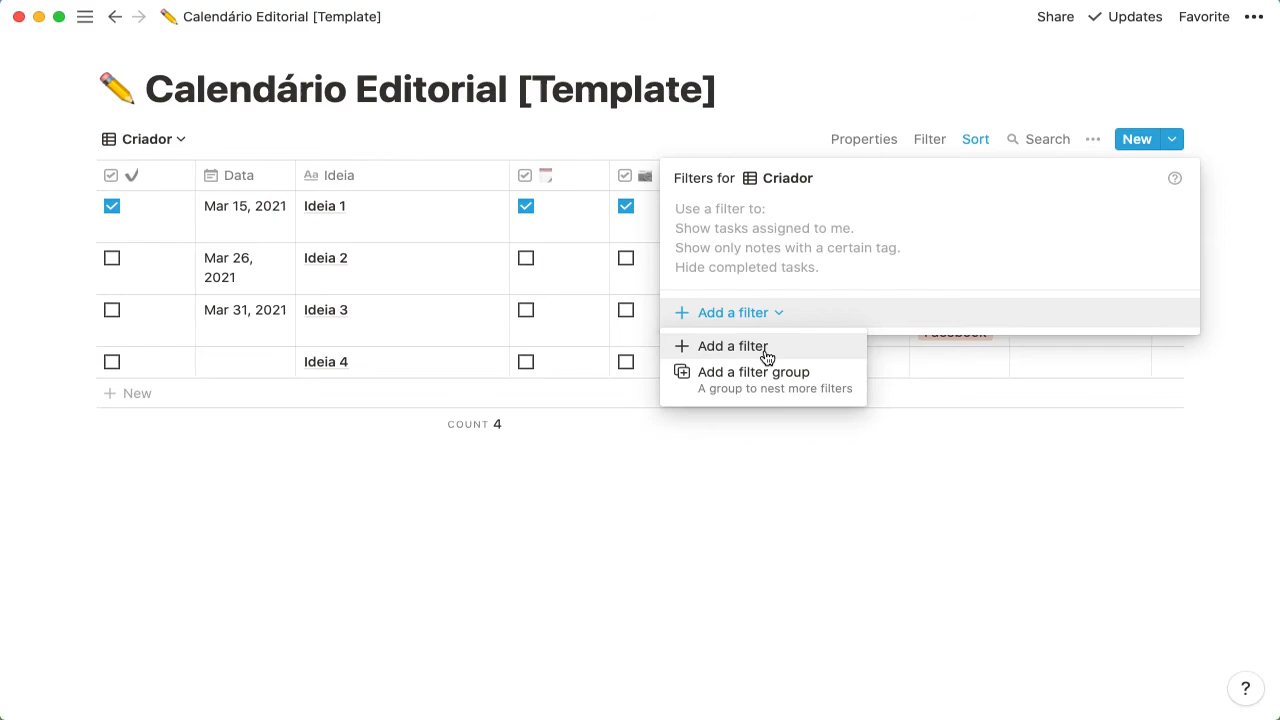 Calendário Editorial [Template]
Share Updates Favorite
Calendário Editorial [Template]
Criador
Properties Filter Sort Search New
Data Aa Ideia
Filters for Criador
Use a filter to:
Show tasks assigned to me.
Show only notes with a certain tag.
Hide completed tasks.
Mar 15, 2021 Ideia 1
Mar 26,
2021
Ideia 2
Mar 31, 2021 Ideia 3
Add a filter
Add a filter
Add a filter group
A group to nest more filters
Ideia 4
New
COUNT 4
?